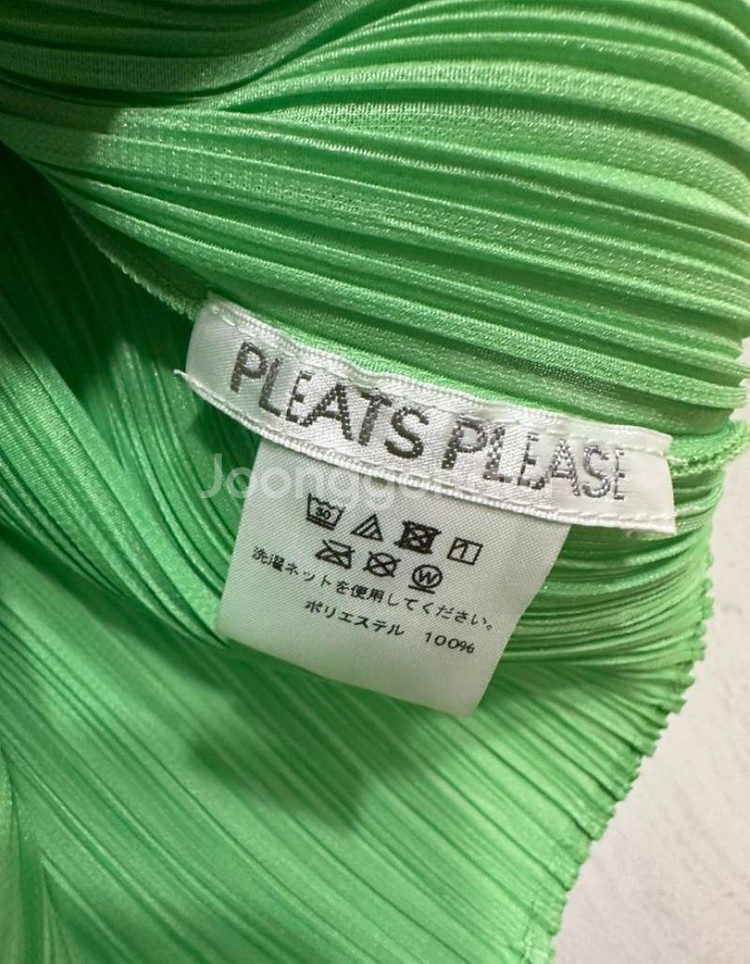 PLEATS PLEASE
30 1
W
洗濯ネットを使用してください。
ポリエステル 100%